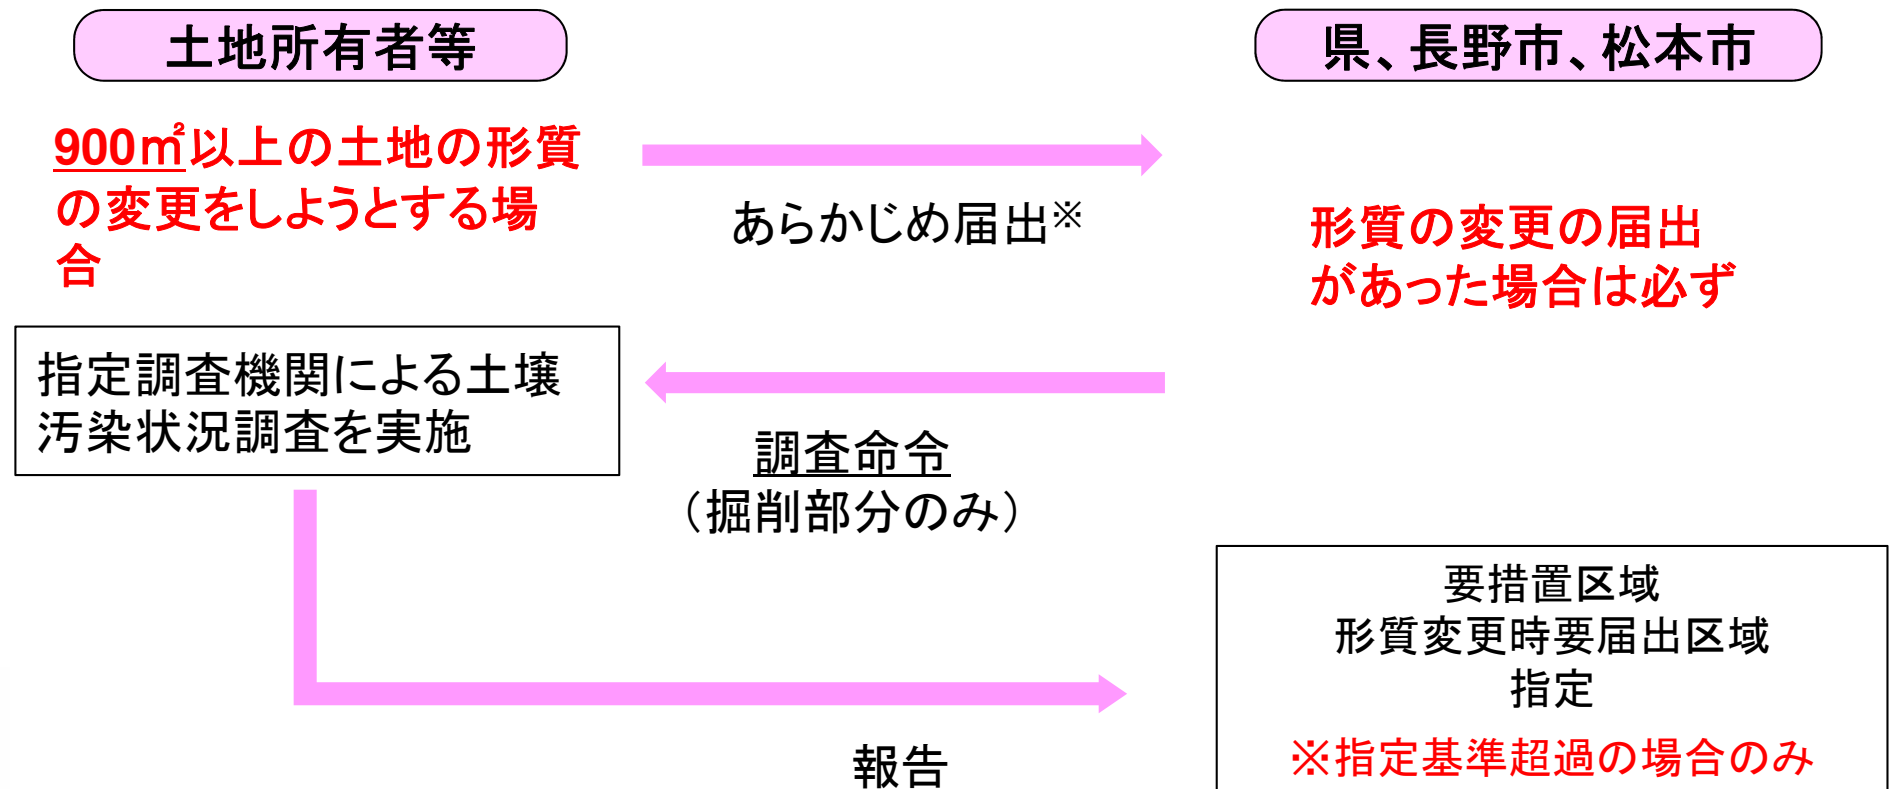 土地所有者等
県、長野市、松本市
900㎡以上の土地の形質
の変更をしようとする場
合
あらかじめ届出※
形質の変更の届出
があった場合は必ず
指定調査機関による土壌
汚染状況調査を実施
調査命令
（掘削部分のみ）
要措置区域
形質変更時要届出区域
指定
※指定基準超過の場合のみ
報告